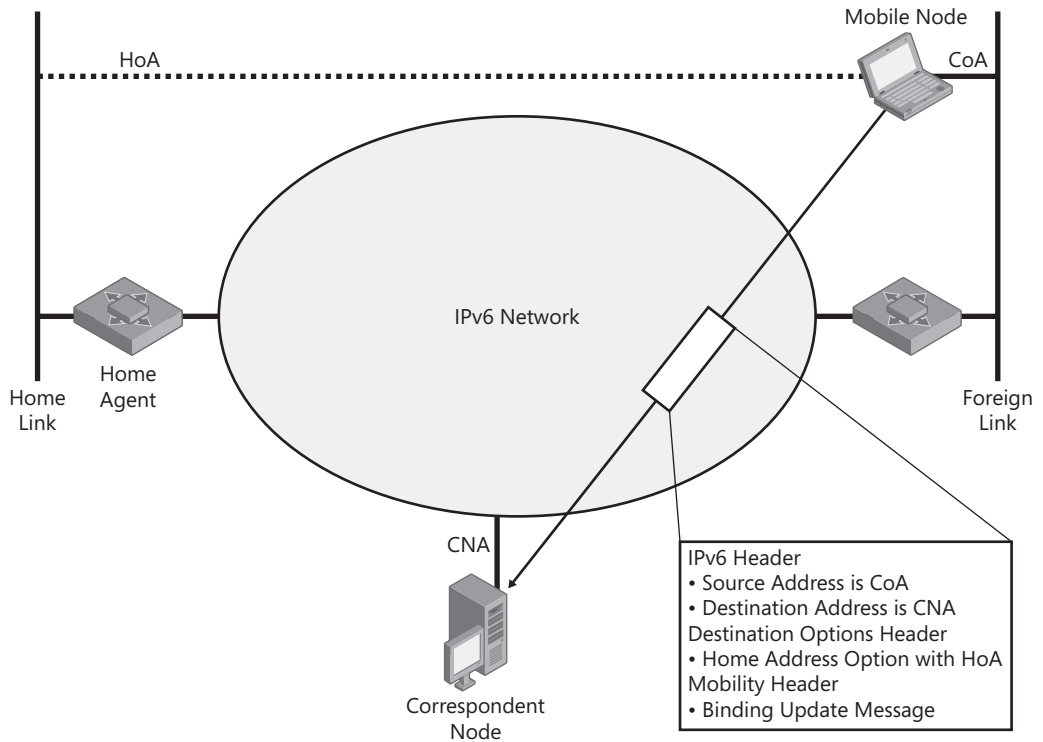 Mobile Node
HoA
CoA
IPv6 Network
Home
Agent
Home
Link
Foreign
Link
CNA
IPv6 Header
• Source Address is CoA
• Destination Address is CNA
Destination Options Header
• Home Address Option with HoA
Mobility Header
• Binding Update Message
Correspondent
Node